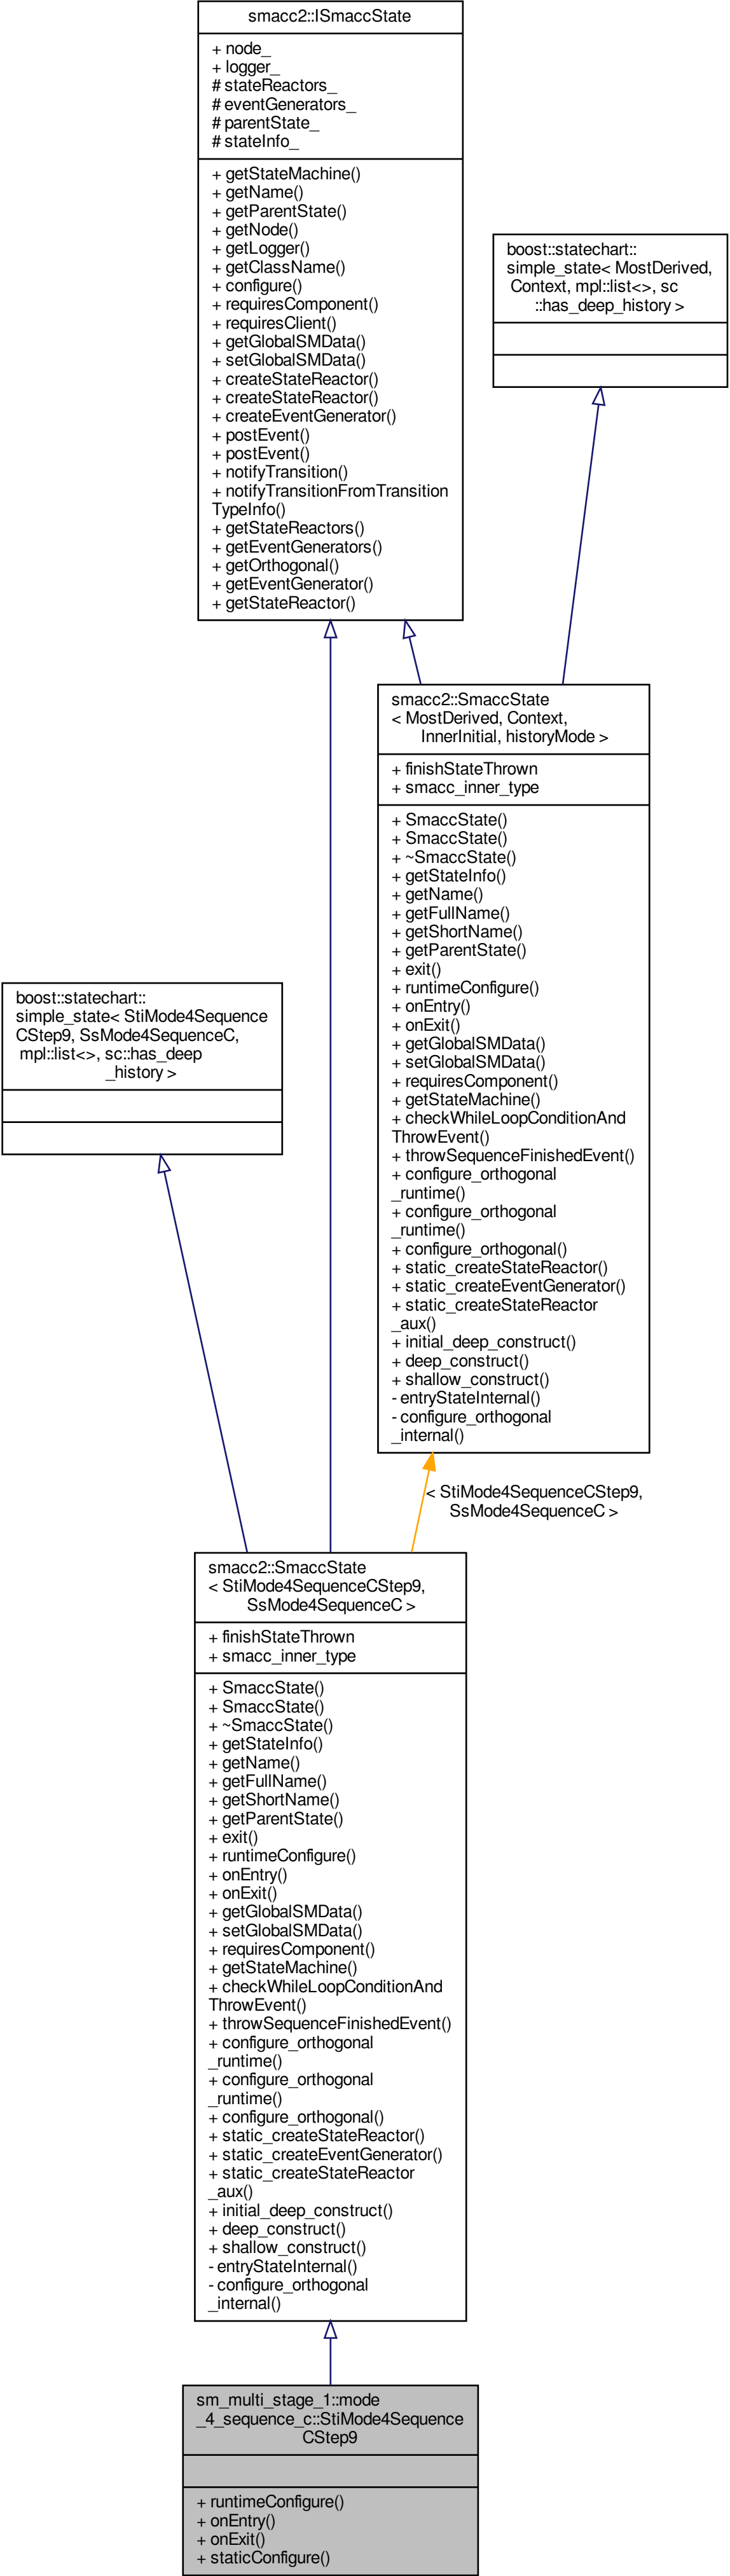 smacc2::ISmaccState
+ node_
+ logger_
# stateReactors_
# eventGenerators_
# parentState_
# stateInfo_
+ getStateMachine()
+ getName()
+ getParentState()
+ getNode()
+ getLogger()
+ getClassName()
+ configure()
+ requiresComponent()
+ requiresClient()
+ getGlobalSMData()
+ setGlobalSMData()
+ createStateReactor()
+ createStateReactor()
+ createEventGenerator()
+ postEvent()
+ postEvent()
+ notifyTransition()
+ notifyTransitionFromTransition
TypeInfo()
+ getStateReactors()
+ getEventGenerators()
+ getOrthogonal()
+ getEventGenerator()
+ getStateReactor()
boost::statechart::
simple_state< MostDerived,
Context, mpl::list<>, sc
::has_deep_history >
smacc2::SmaccState
< MostDerived, Context,
InnerInitial, historyMode >
+ finishStateThrown
+ smacc_inner_type
+ SmaccState()
+ SmaccState()
+ ~SmaccState()
+ getStateInfo()
+ getName()
+ getFullName()
+ getShortName()
+ getParentState()
+ exit()
+ runtimeConfigure()
+ onEntry()
+ onExit()
+ getGlobalSMData()
+ setGlobalSMData()
+ requiresComponent()
+ getStateMachine()
+ checkWhileLoopConditionAnd
ThrowEvent()
+ throwSequenceFinishedEvent()
+ configure_orthogonal
_runtime()
+ configure_orthogonal
_runtime()
+ configure_orthogonal()
+ static_createStateReactor()
+ static_createEventGenerator()
+ static_createStateReactor
_aux()
+ initial_deep_construct()
+ deep_construct()
+ shallow_construct()
- entryStateInternal()
- configure_orthogonal
_internal()
boost::statechart::
simple_state< StiMode4Sequence
CStep9, SsMode4SequenceC,
mpl::list<>, sc::has_deep
_history >
< StiMode4SequenceCStep9,
SsMode4SequenceC >
smacc2::SmaccState
< StiMode4SequenceCStep9,
SsMode4SequenceC >
+ finishStateThrown
+ smacc_inner_type
+ SmaccState()
+ SmaccState()
+ ~SmaccState()
+ getStateInfo()
+ getName()
+ getFullName()
+ getShortName()
+ getParentState()
+ exit()
+ runtimeConfigure()
+ onEntry()
+ onExit()
+ getGlobalSMData()
+ setGlobalSMData()
+ requiresComponent()
+ getStateMachine()
+ checkWhileLoopConditionAnd
ThrowEvent()
+ throwSequenceFinishedEvent()
+ configure_orthogonal
_runtime()
+ configure_orthogonal
_runtime()
+ configure_orthogonal()
+ static_createStateReactor()
+ static_createEventGenerator()
+ static_createStateReactor
_aux()
+ initial_deep_construct()
+ deep_construct()
+ shallow_construct()
- entryStateInternal()
- configure_orthogonal
_internal()
sm_multi_stage_1::mode
_4_sequence_c::StiMode4Sequence
CStep9
+ runtimeConfigure()
+ onEntry()
+ onExit()
+ staticConfigure()